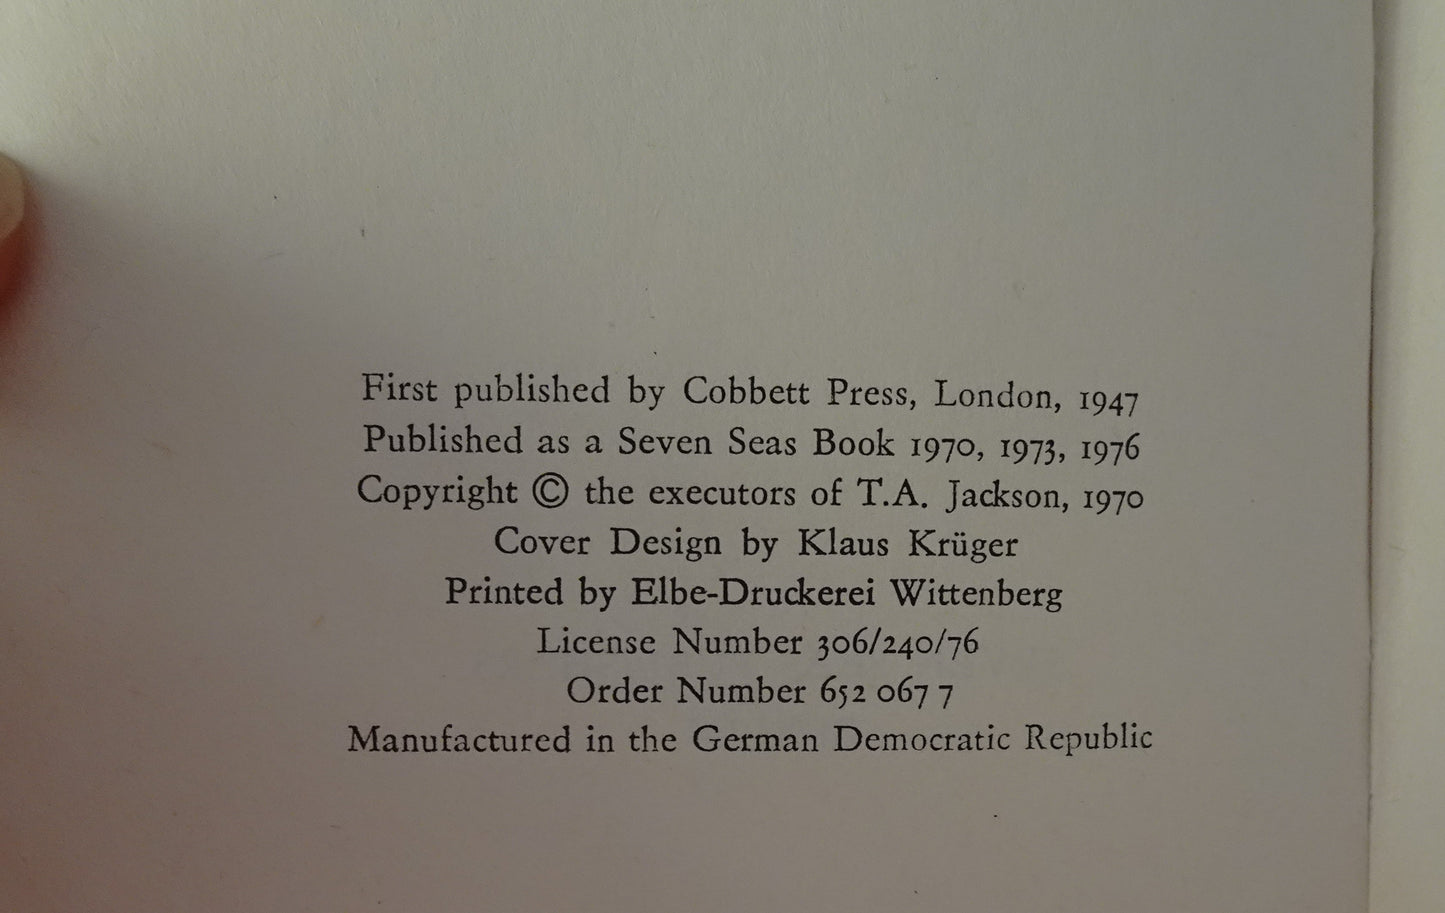 First published by Cobbett Press, London, 1947
Published as a Seven Seas Book 1970, 1973, 1976
Copyright © the executors of T.A. Jackson, 1970
Cover Design by Klaus Krüger
Printed by Elbe-Druckerei Wittenberg
License Number 306/240/76
Order Number 652 067 7
Manufactured in the German Democratic Republic